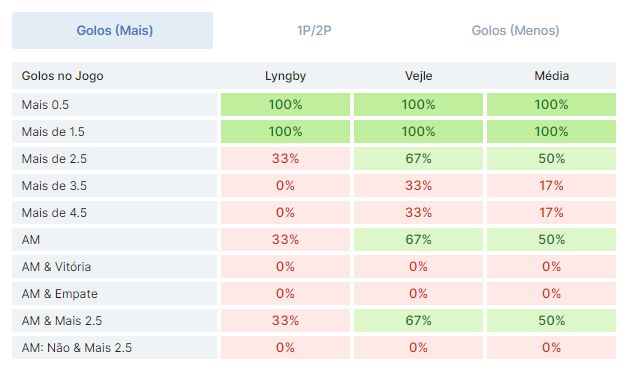 Golos (Mais) 1P/2P Golos (Menos)
Golos no Jogo Lyngby Vejle Média
Mais 0.5 100% 100% 100%
Mais de 1.5 100% 100% 100%
Mais de 2.5 33% 67% 50%
Mais de 3.5 0% 33% 17%
Mais de 4.5 0% 33% 17%
AM 33% 67% 50%
AM & Vitória 0% 0% 0%
AM & Empate 0% 0% 0%
AM & Mais 2.5 33% 67% 50%
AM: Não & Mais 2.5 0% 0% 0%